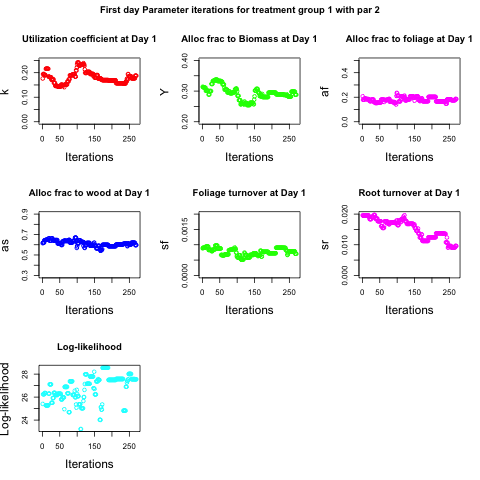 First day Parameter iterations for treatment group 1 with par 2
Utilization coefficient at Day 1
k
0.00 0.10 0.20
0 50 150 250
Iterations
Alloc frac to Biomass at Day 1
Y
0.20 0.30 0.40
0 50 150 250
Iterations
Alloc frac to foliage at Day 1
af
0.0 0.2 0.4
0 50 150 250
Iterations
Alloc frac to wood at Day 1
as
0.3 0.5 0.7 0.9
0 50 150 250
Iterations
Foliage turnover at Day 1
sf
0.0000 0.0015
0 50 150 250
Iterations
Root turnover at Day 1
sr
0.000 0.010 0.020
0 50 150 250
Iterations
Log-likelihood
Log-likelihood
24 26 28
0 50 150 250
Iterations